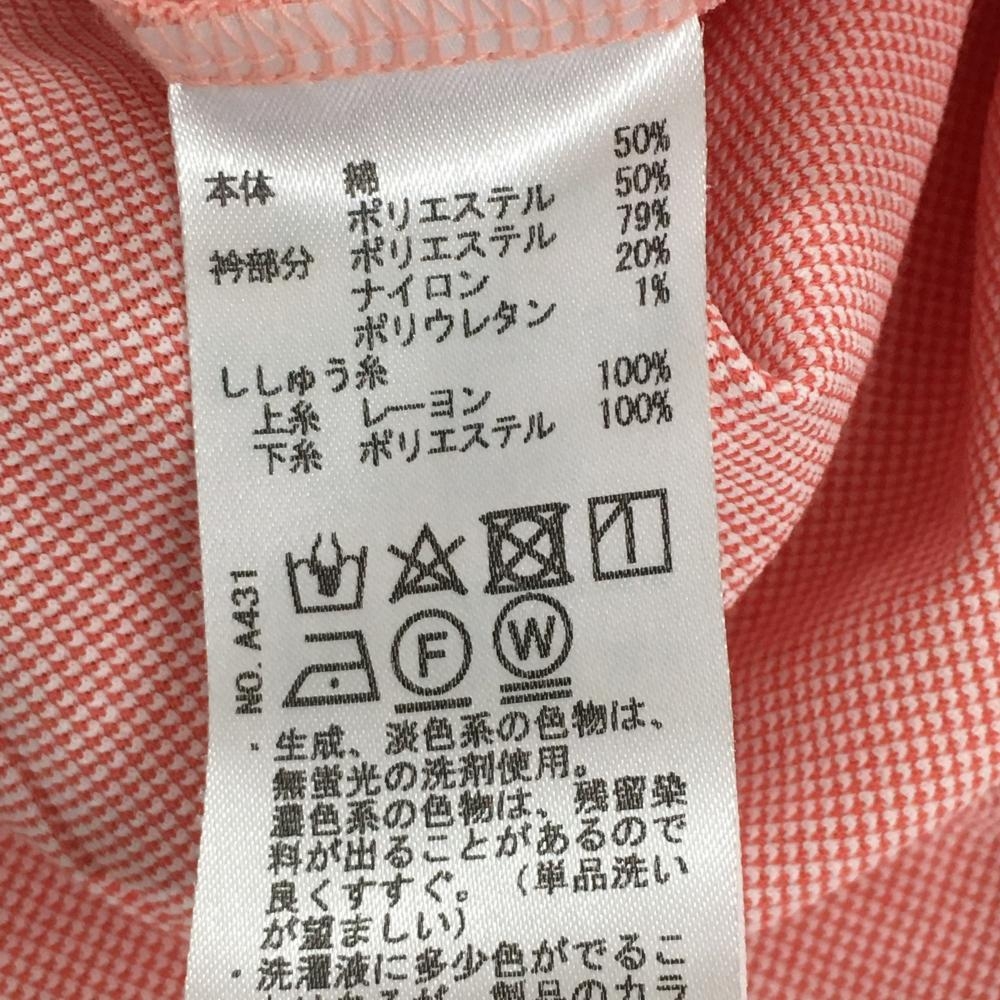 本体 綿 50%
ポリエステル 50%
衿部分 ポリエステル 79%
ナイロン 20%
ポリウレタン 1%
ししゅう糸
上糸 レーヨン 100%
下糸 ポリエステル 100%
NO. A431
F W
・生成、淡色系の色物は、
無蛍光の洗剤使用。
濃色系の色物は、残留染
料が出ることがあるので
良くすすぐ。(単品洗い
が望ましい)
・洗濯液に多少色がでるこ
製品のカラ